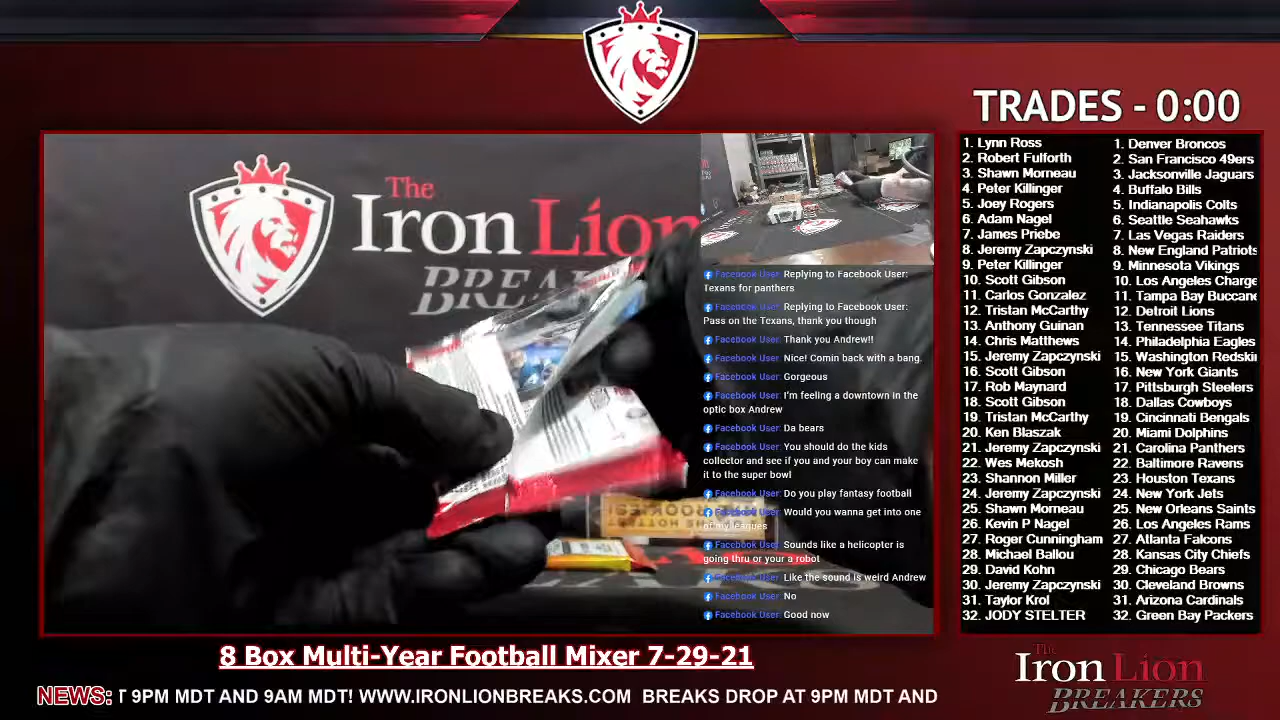 TRADES - 0:00
The
Iron Lion
BREA
Facebook User: Replying to Facebook User:
Texans for panthers
Facebook User: Replying to Facebook User:
Pass on the Texans, thank you though
Facebook User: Thank you Andrew!!
Facebook User: Nice! Comin back with a bang.
Facebook User: Gorgeous
Facebook User: I'm feeling a downtown in the
optic box Andrew
Facebook User: Da bears
Facebook User: You should do the kids
collector and see if you and your boy can make
it to the super bowl
Facebook User: Do you play fantasy football
Facebook User: Would you wanna get into one
of my leagues
Facebook User: Sounds like a helicopter is
going thru or your a robot
Facebook User: Like the sound is weird Andrew
Facebook User: No
Facebook User: Good now
1. Lynn Ross
2. Robert Fulforth
3. Shawn Morneau
4. Peter Killinger
5. Joey Rogers
6. Adam Nagel
7. James Priebe
8. Jeremy Zapczynski
9. Peter Killinger
10. Scott Gibson
11. Carlos Gonzalez
12. Tristan McCarthy
13. Anthony Guinan
14. Chris Matthews
15. Jeremy Zapczynski
16. Scott Gibson
17. Rob Maynard
18. Scott Gibson
19. Tristan McCarthy
20. Ken Blaszak
21. Jeremy Zapczynski
22. Wes Mekosh
23. Shannon Miller
24. Jeremy Zapczynski
25. Shawn Morneau
26. Kevin P Nagel
27. Roger Cunningham
28. Michael Ballou
29. David Kohn
30. Jeremy Zapczynski
31. Taylor Krol
32. JODY STELTER
1. Denver Broncos
2. San Francisco 49ers
3. Jacksonville Jaguars
4. Buffalo Bills
5. Indianapolis Colts
6. Seattle Seahawks
7. Las Vegas Raiders
8. New England Patriots
9. Minnesota Vikings
10. Los Angeles Charge
11. Tampa Bay Buccane
12. Detroit Lions
13. Tennessee Titans
14. Philadelphia Eagles
15. Washington Redski
16. New York Giants
17. Pittsburgh Steelers
18. Dallas Cowboys
19. Cincinnati Bengals
20. Miami Dolphins
21. Carolina Panthers
22. Baltimore Ravens
23. Houston Texans
24. New York Jets
25. New Orleans Saints
26. Los Angeles Rams
27. Atlanta Falcons
28. Kansas City Chiefs
29. Chicago Bears
30. Cleveland Browns
31. Arizona Cardinals
32. Green Bay Packers
8 Box Multi-Year Football Mixer 7-29-21
NEWS: T 9PM MDT AND 9AM MDT! WWW.IRONLIONBREAKS.COM BREAKS DROP AT 9PM MDT AND
The
Iron Lion
BREAKERS